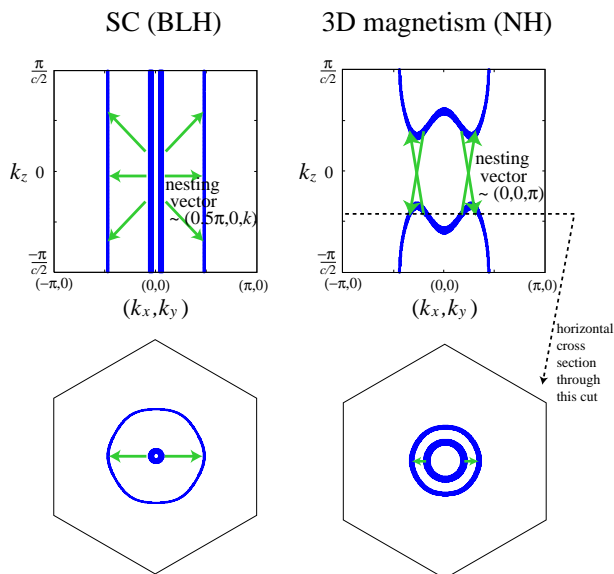 SC (BLH)
3D magnetism (NH)
π
c/2
k_z 0
−π
c/2
nesting
vector
~ (0.5π,0,k)
(−π,0) (0,0) (π,0)
(k_x,k_y)
π
c/2
k_z 0
−π
c/2
nesting
vector
~ (0,0,π)
(−π,0) (0,0) (π,0)
(k_x,k_y)
horizontal
cross
section
through
this cut